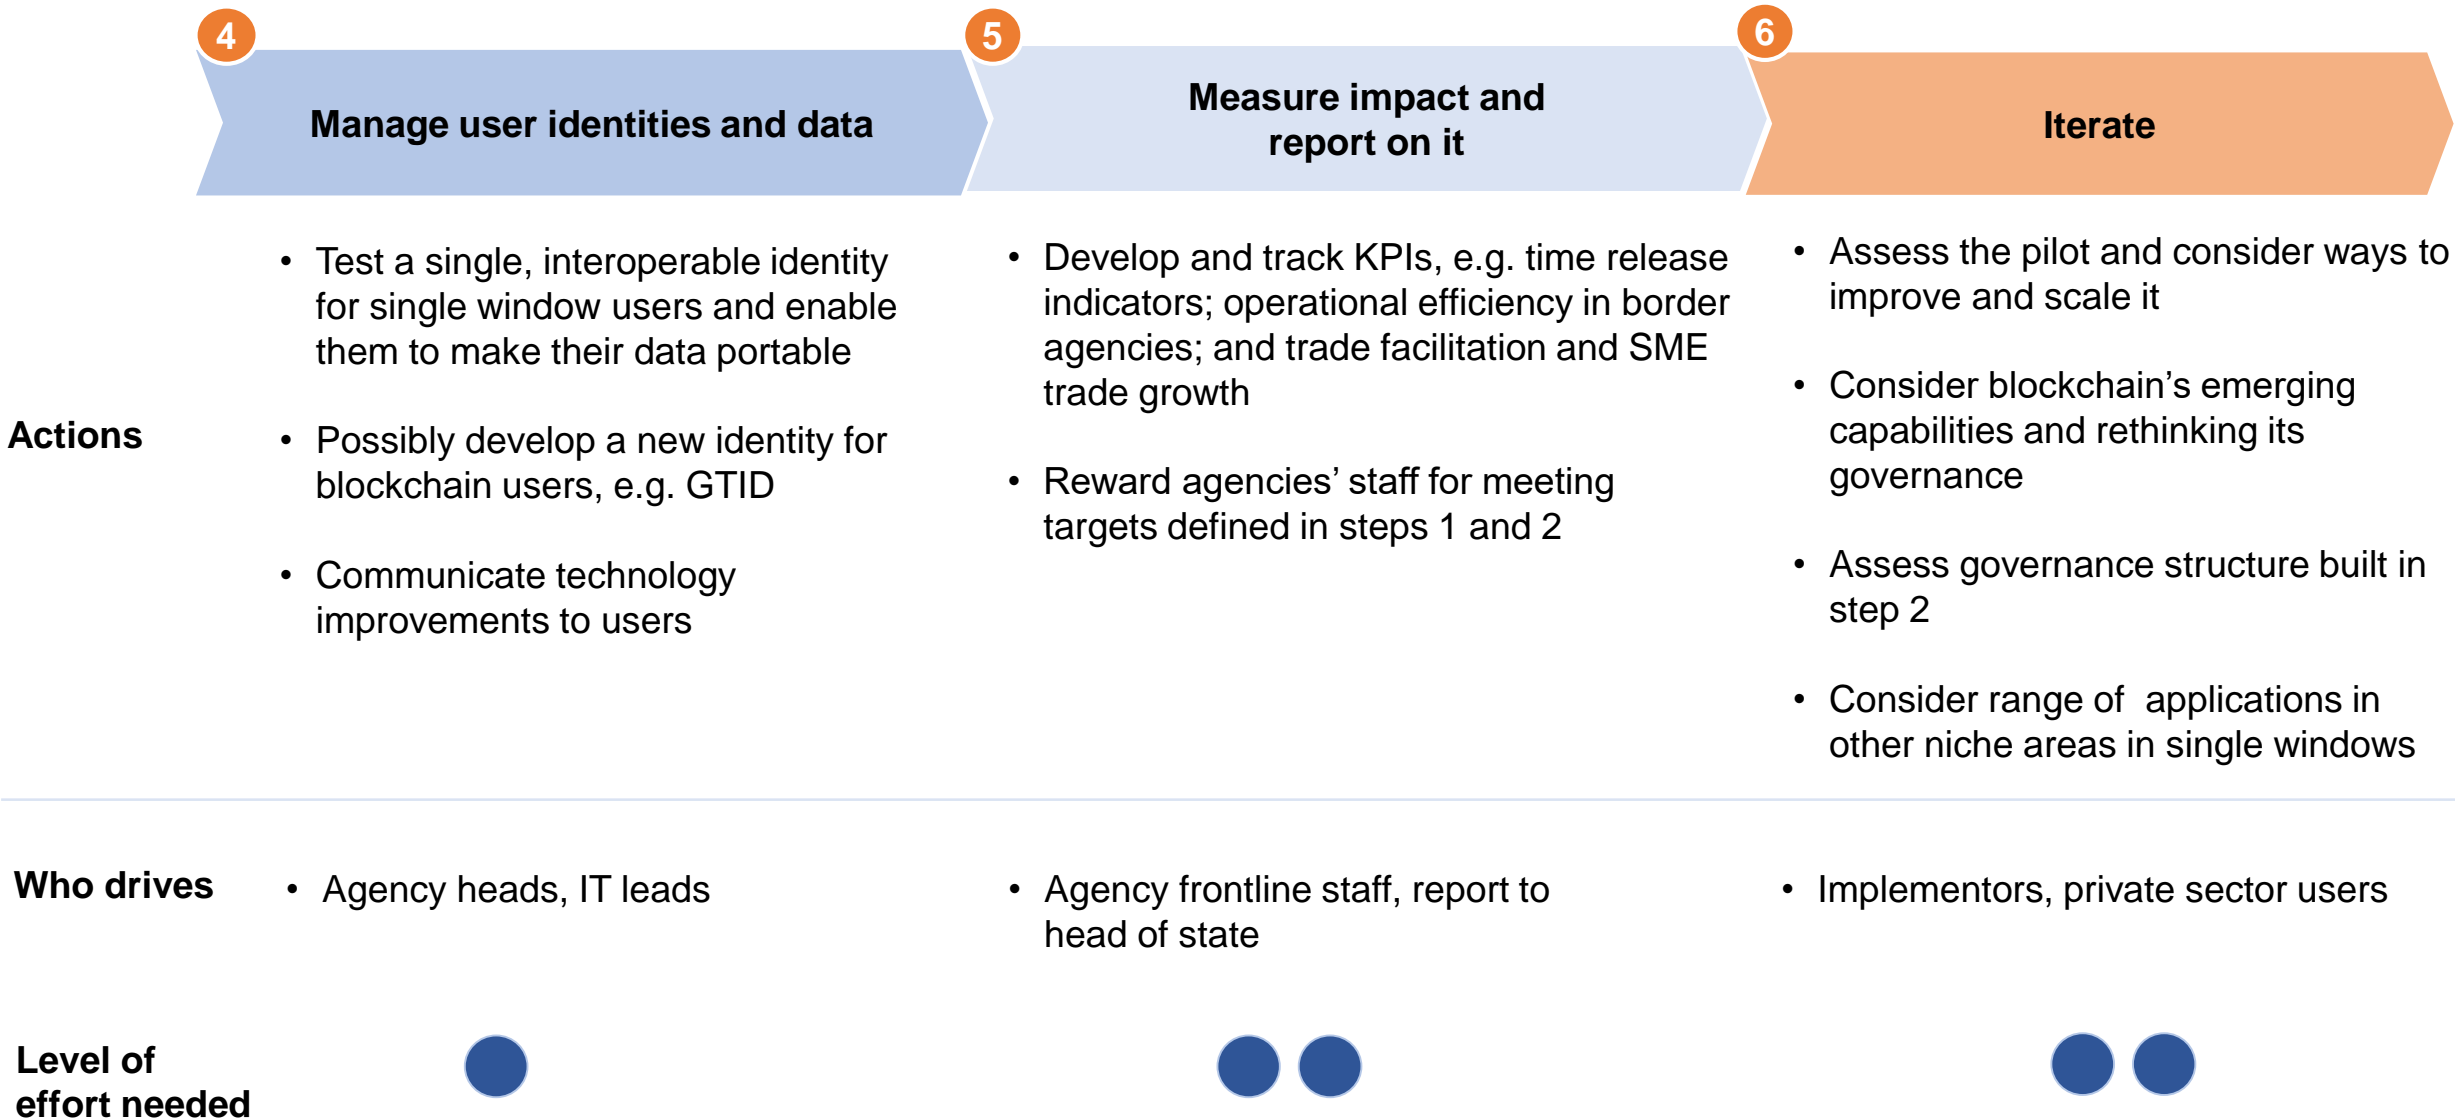 4
5
6
Manage user identities and data
Measure impact and
report on it
Iterate
Actions
• Test a single, interoperable identity
for single window users and enable
them to make their data portable
• Possibly develop a new identity for
blockchain users, e.g. GTID
• Communicate technology
improvements to users
• Develop and track KPIs, e.g. time release
indicators; operational efficiency in border
agencies; and trade facilitation and SME
trade growth
• Reward agencies’ staff for meeting
targets defined in steps 1 and 2
• Assess the pilot and consider ways to
improve and scale it
• Consider blockchain’s emerging
capabilities and rethinking its
governance
• Assess governance structure built in
step 2
• Consider range of  applications in
other niche areas in single windows
Who drives
• Agency heads, IT leads
• Agency frontline staff, report to
head of state
• Implementors, private sector users
Level of
effort needed